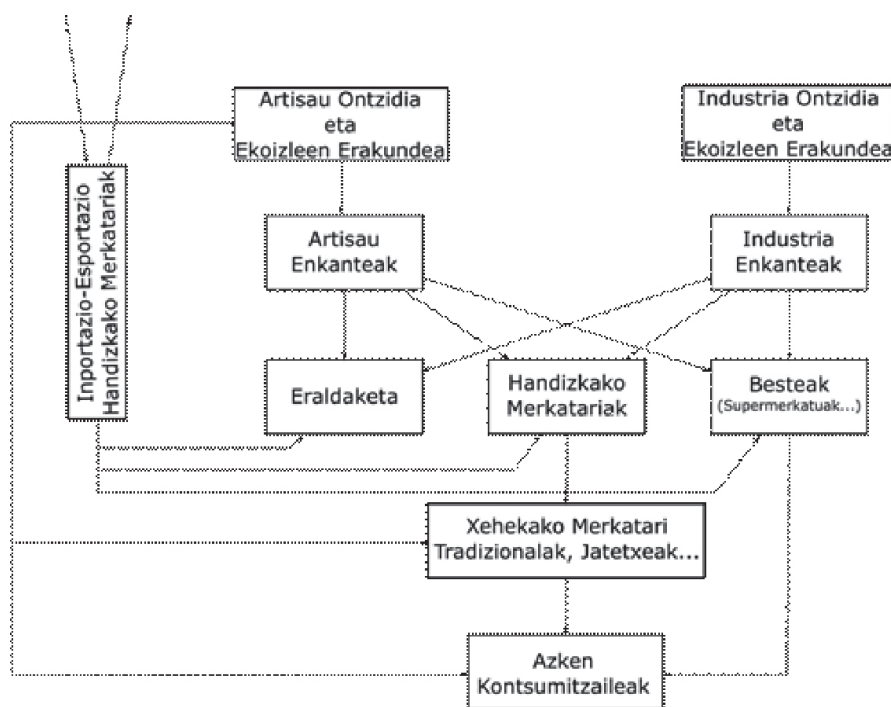 Artisau Ontzidia
eta
Ekoizleen Erakundea
Industria Ontzidia
eta
Ekoizleen Erakundea
Inportazio-Esportazio
Handizkako Merkatariak
Artisau
Enkanteak
Industria
Enkanteak
Eraldaketa
Handizkako
Merkatariak
Besteak
(Supermerkatuak...)
Xehekako Merkatari
Tradizionalak, Jatetxeak...
Azken
Kontsumitzaileak